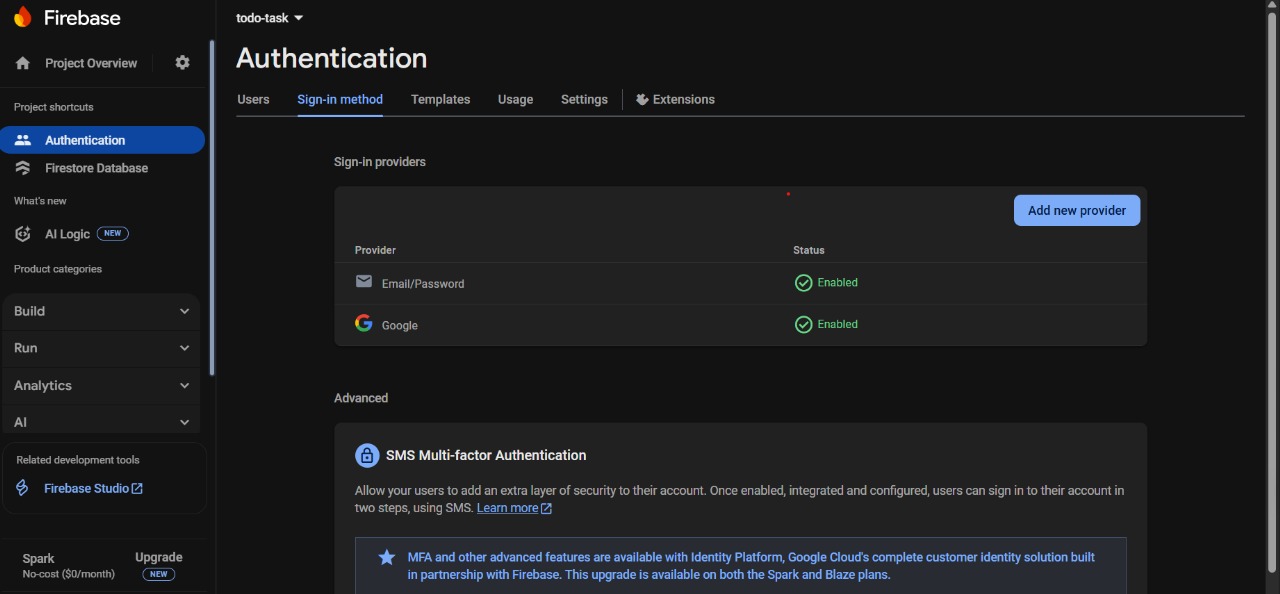 Firebase
Project Overview
Project shortcuts
Authentication
Firestore Database
What's new
AI Logic NEW
Product categories
Build
Run
Analytics
AI
Related development tools
Firebase Studio
Spark
No-cost ($0/month)
Upgrade
NEW
todo-task
Authentication
Users Sign-in method Templates Usage Settings Extensions
Sign-in providers
Add new provider
Provider Status
Email/Password Enabled
Google Enabled
Advanced
SMS Multi-factor Authentication
Allow your users to add an extra layer of security to their account. Once enabled, integrated and configured, users can sign in to their account in
two steps, using SMS. Learn more
MFA and other advanced features are available with Identity Platform, Google Cloud's complete customer identity solution built
in partnership with Firebase. This upgrade is available on both the Spark and Blaze plans.